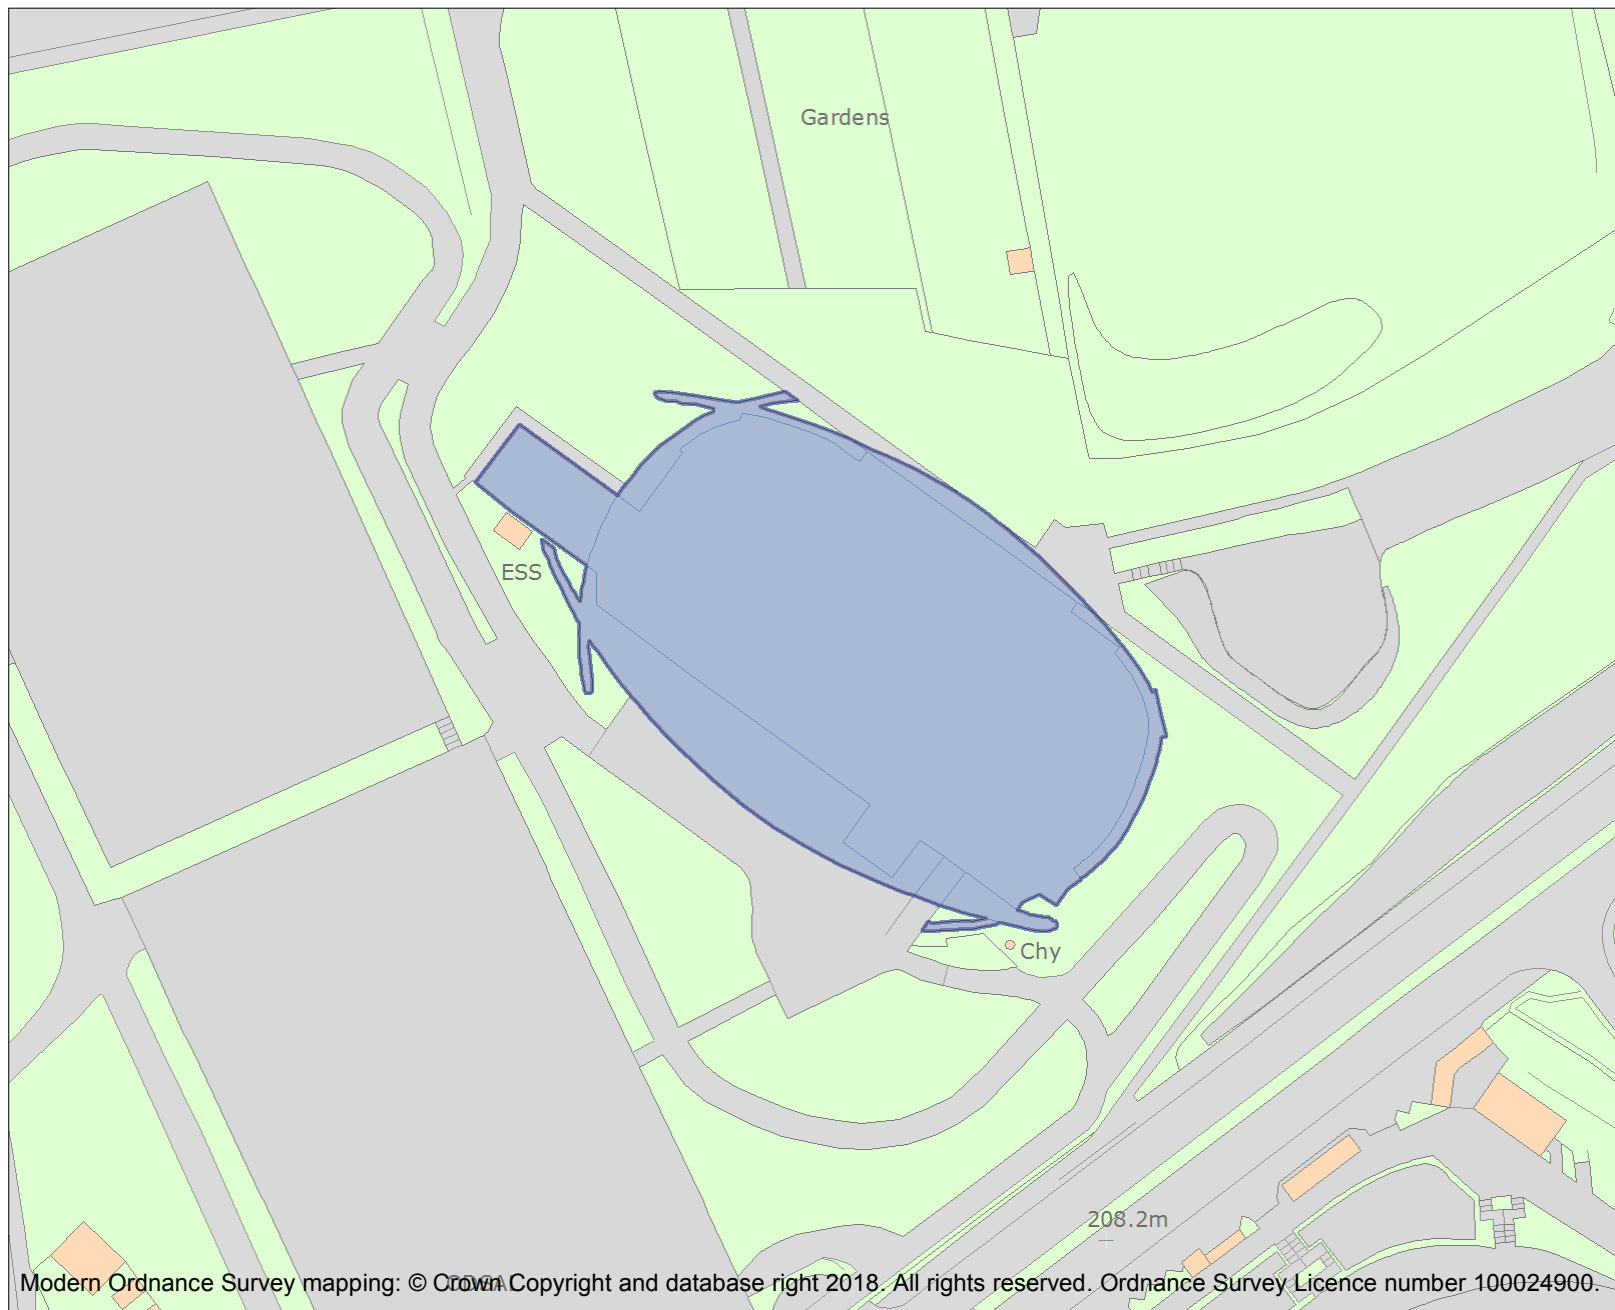 Gardens
ESS
Chy
208.2m
Modern Ordnance Survey mapping: © Crown Copyright and database right 2018. All rights reserved. Ordnance Survey Licence number 100024900.